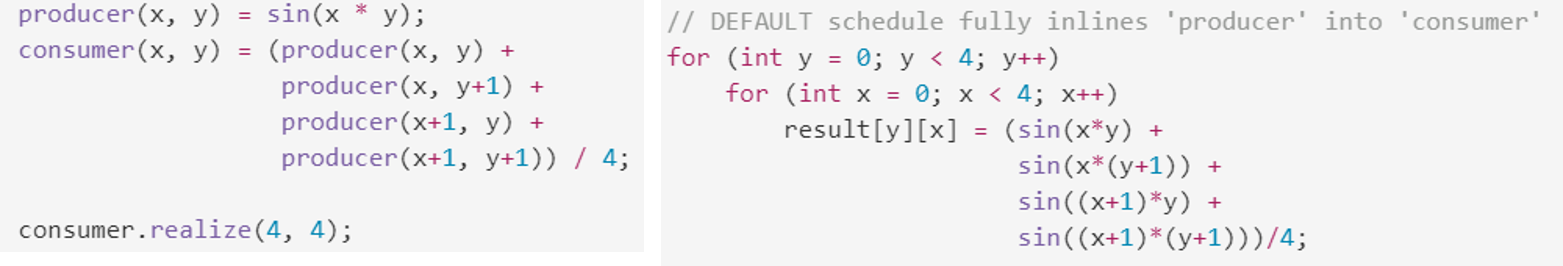 producer(x, y) = sin(x * y);
consumer(x, y) = (producer(x, y) +
producer(x, y+1) +
producer(x+1, y) +
producer(x+1, y+1)) / 4;
consumer.realize(4, 4);
// DEFAULT schedule fully inlines 'producer' into 'consumer'
for (int y = 0; y < 4; y++)
for (int x = 0; x < 4; x++)
result[y][x] = (sin(x*y) +
sin(x*(y+1)) +
sin((x+1)*y) +
sin((x+1)*(y+1)))/4;